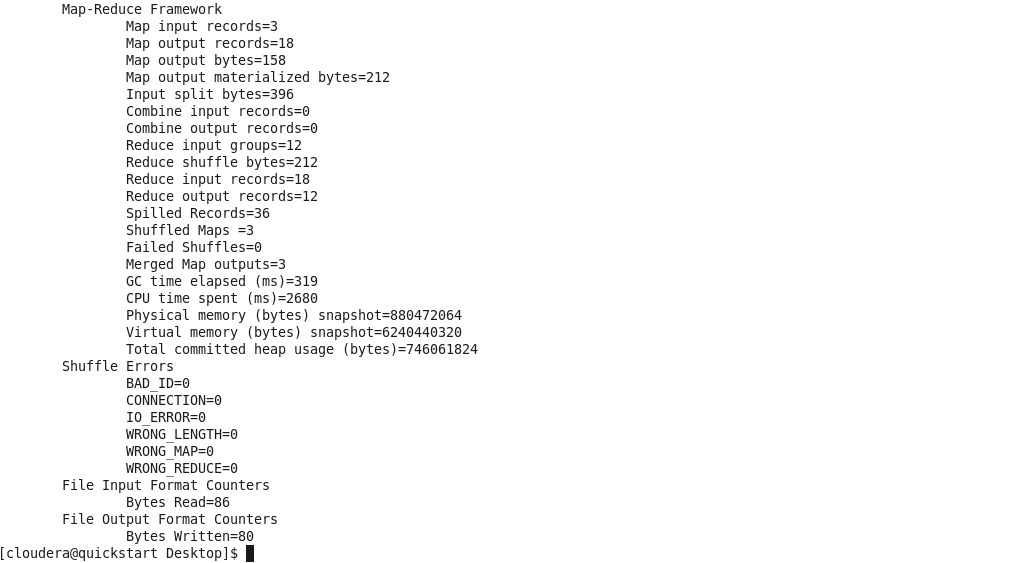 Map-Reduce Framework
Map input records=3
Map output records=18
Map output bytes=158
Map output materialized bytes=212
Input split bytes=396
Combine input records=0
Combine output records=0
Reduce input groups=12
Reduce shuffle bytes=212
Reduce input records=18
Reduce output records=12
Spilled Records=36
Shuffled Maps =3
Failed Shuffles=0
Merged Map outputs=3
GC time elapsed (ms)=319
CPU time spent (ms)=2680
Physical memory (bytes) snapshot=880472064
Virtual memory (bytes) snapshot=6240440320
Total committed heap usage (bytes)=746061824
Shuffle Errors
BAD_ID=0
CONNECTION=0
IO_ERROR=0
WRONG_LENGTH=0
WRONG_MAP=0
WRONG_REDUCE=0
File Input Format Counters
Bytes Read=86
File Output Format Counters
Bytes Written=80
[cloudera@quickstart Desktop]$